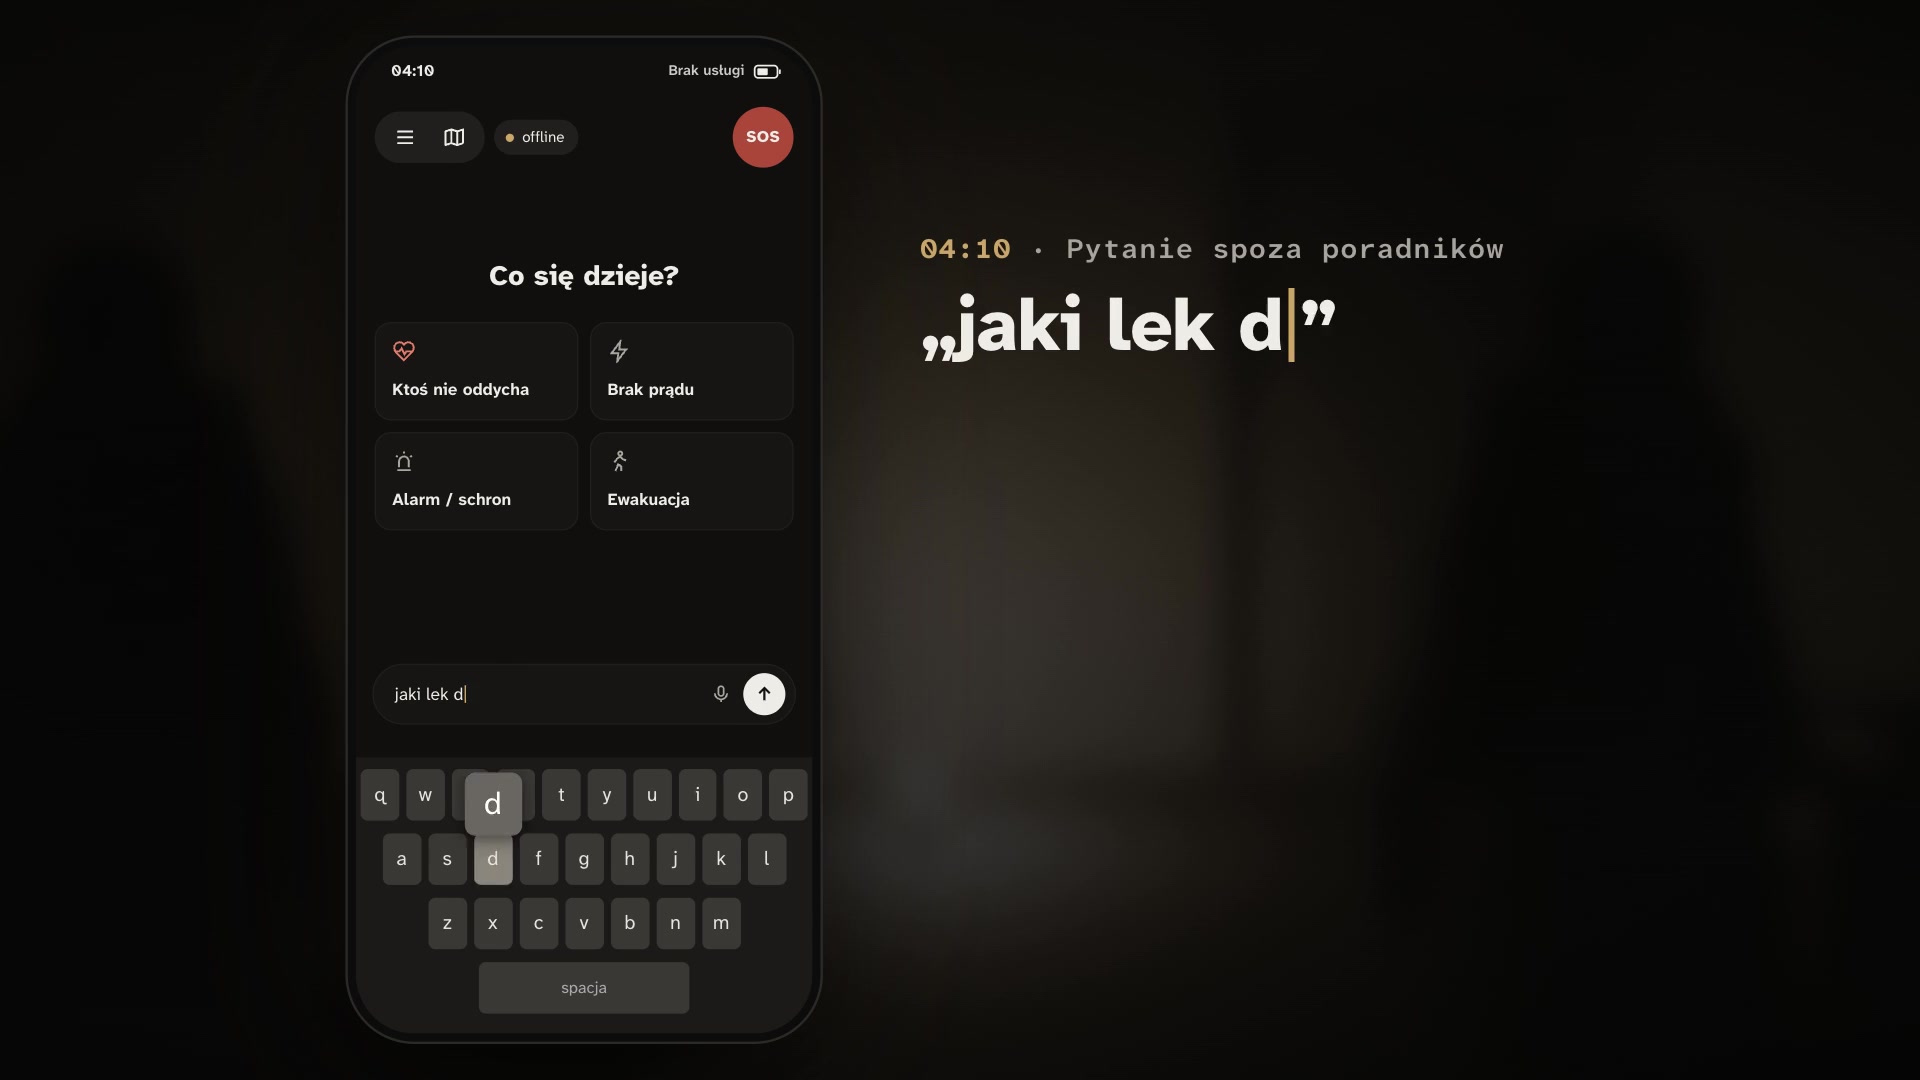 04:10
Brak usługi
offline
SOS
Co się dzieje?
Ktoś nie oddycha
Brak prądu
Alarm / schron
Ewakuacja
jaki lek d
q w t y u i o p
d
a s d f g h j k l
z x c v b n m
spacja
04:10 · Pytanie spoza poradników
„jaki lek d”